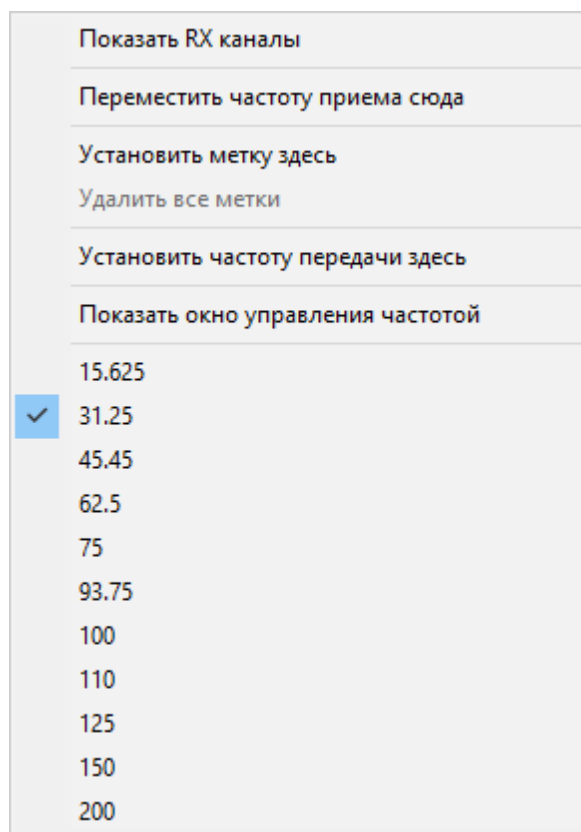 Показать RX каналы
Переместить частоту приема сюда
Установить метку здесь
Удалить все метки
Установить частоту передачи здесь
Показать окно управления частотой
15.625
31.25
45.45
62.5
75
93.75
100
110
125
150
200